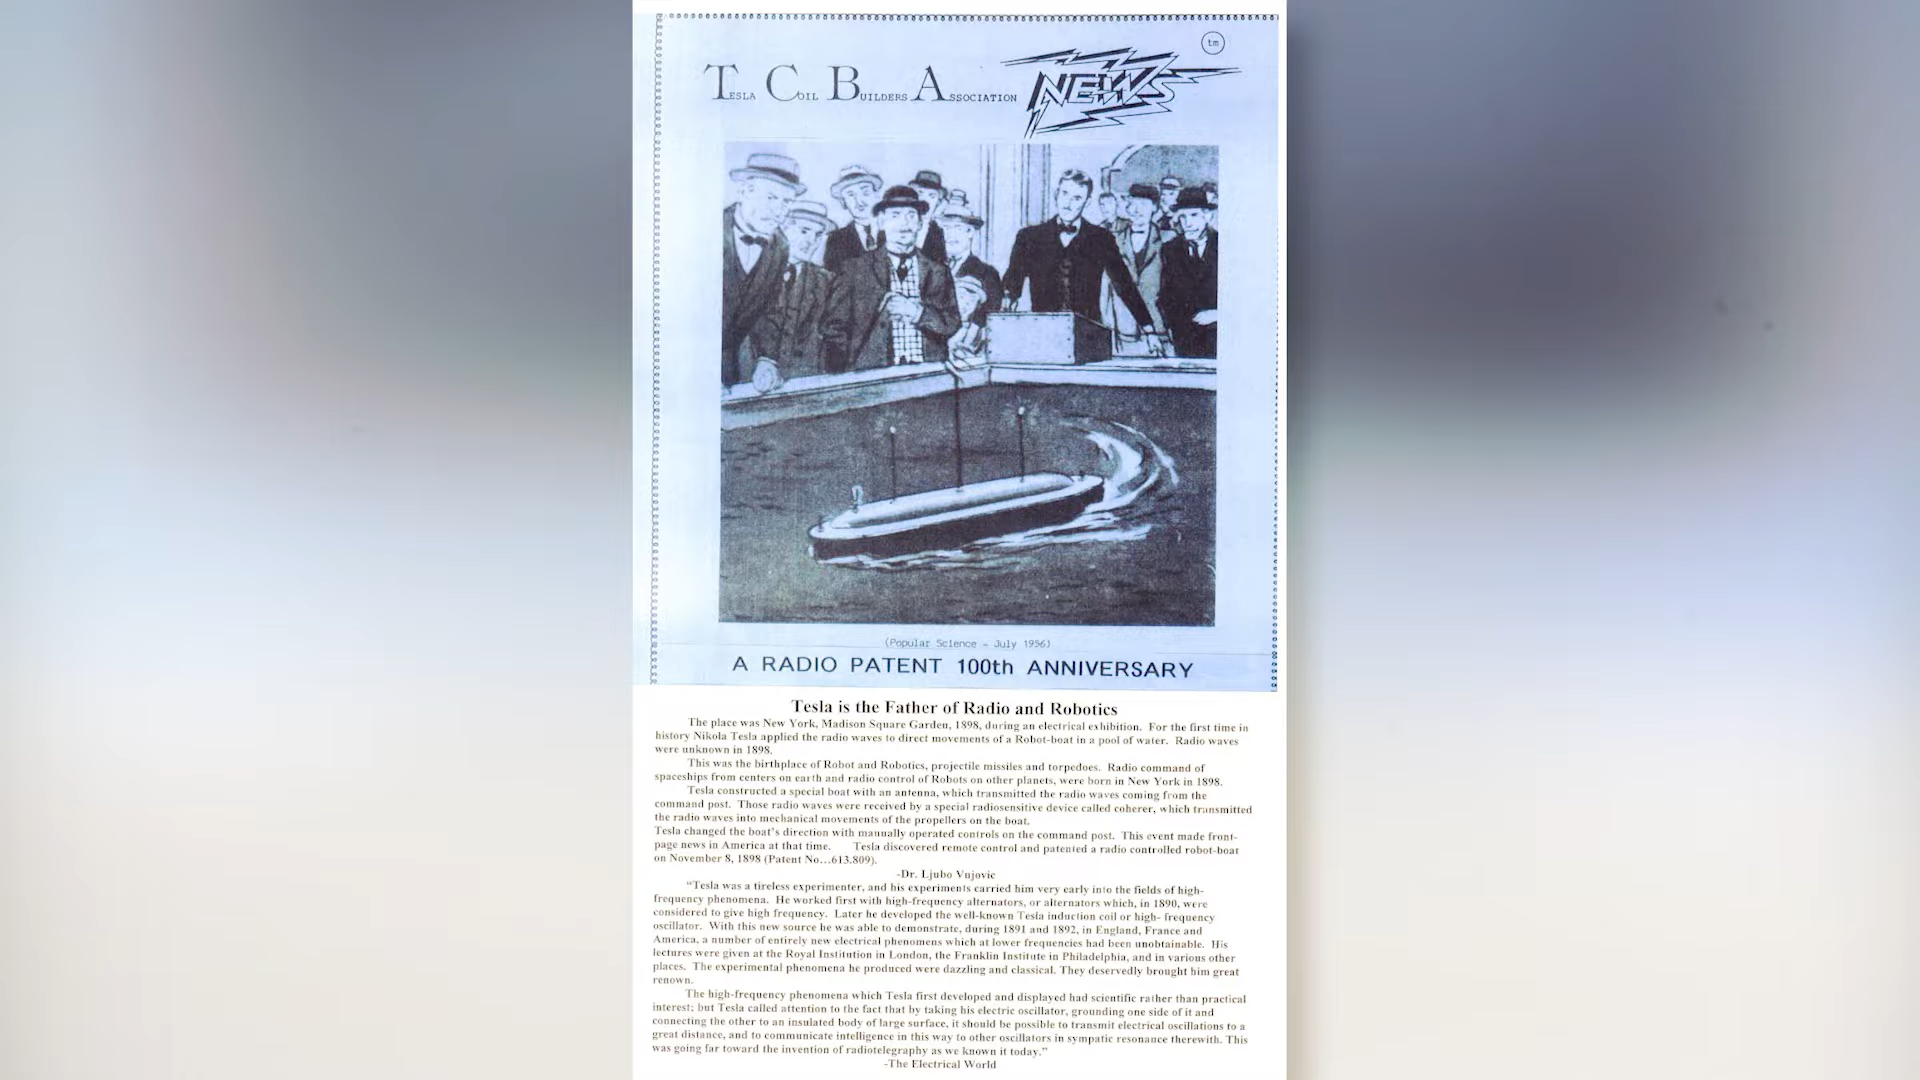 TESLA COIL BUILDERS ASSOCIATION NEWS tm
(Popular Science - July 1956)
A RADIO PATENT 100th ANNIVERSARY
Tesla is the Father of Radio and Robotics
The place was New York, Madison Square Garden, 1898, during an electrical exhibition. For the first time in
history Nikola Tesla applied the radio waves to direct movements of a Robot-boat in a pool of water. Radio waves
were unknown in 1898.
This was the birthplace of Robot and Robotics, projectile missiles and torpedoes. Radio command of
spaceships from centers on earth and radio control of Robots on other planets, were born in New York in 1898.
Tesla constructed a special boat with an antenna, which transmitted the radio waves coming from the
command post. Those radio waves were received by a special radiosensitive device called coherer, which transmitted
the radio waves into mechanical movements of the propellers on the boat.
Tesla changed the boat's direction with manually operated controls on the command post. This event made front-
page news in America at that time. Tesla discovered remote control and patented a radio controlled robot-boat
on November 8, 1898 (Patent No...613.809).
-Dr. Ljubo Vujovic
"Tesla was a tireless experimenter, and his experiments carried him very early into the fields of high-
frequency phenomena. He worked first with high-frequency alternators, or alternators which, in 1890, were
considered to give high frequency. Later he developed the well-known Tesla induction coil or high- frequency
oscillator. With this new source he was able to demonstrate, during 1891 and 1892, in England, France and
America, a number of entirely new electrical phenomens which at lower frequencies had been unobtainable. His
lectures were given at the Royal Institution in London, the Franklin Institute in Philadelphia, and in various other
places. The experimental phenomena he produced were dazzling and classical. They deservedly brought him great
renown.
The high-frequency phenomena which Tesla first developed and displayed had scientific rather than practical
interest; but Tesla called attention to the fact that by taking his electric oscillator, grounding one side of it and
connecting the other to an insulated body of large surface, it should be possible to transmit electrical oscillations to a
great distance, and to communicate intelligence in this way to other oscillators in sympatic resonance therewith. This
was going far toward the invention of radiotelegraphy as we known it today."
-The Electrical World